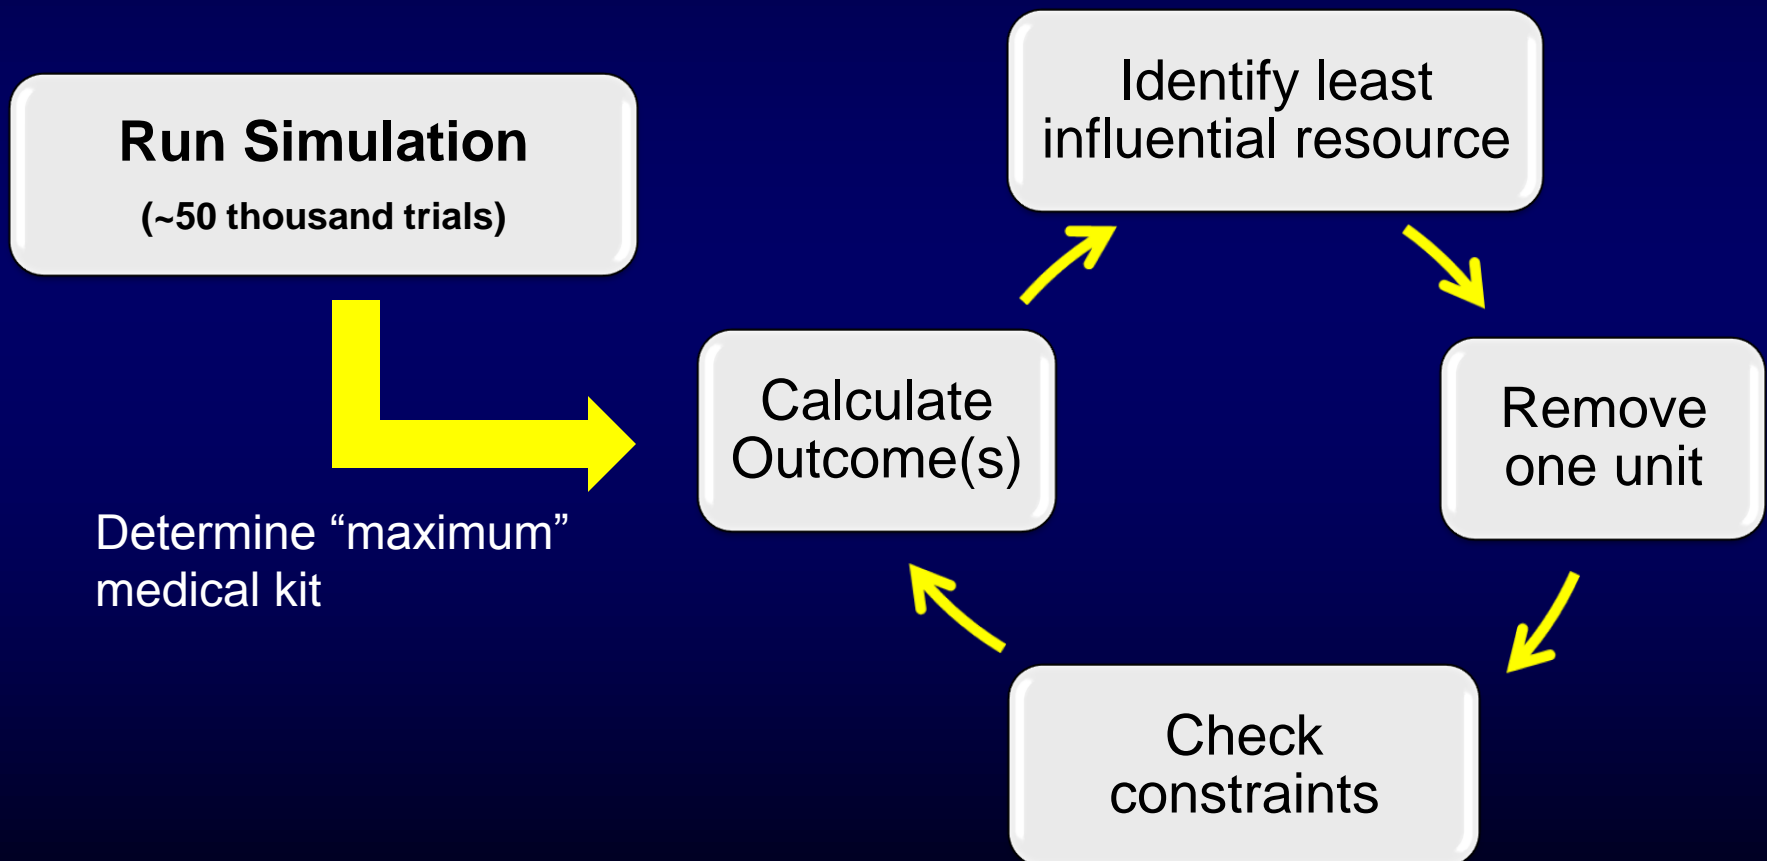 Run Simulation
(~50 thousand trials)
Determine “maximum”
medical kit
Identify least
influential resource
Calculate
Outcome(s)
Remove
one unit
Check
constraints